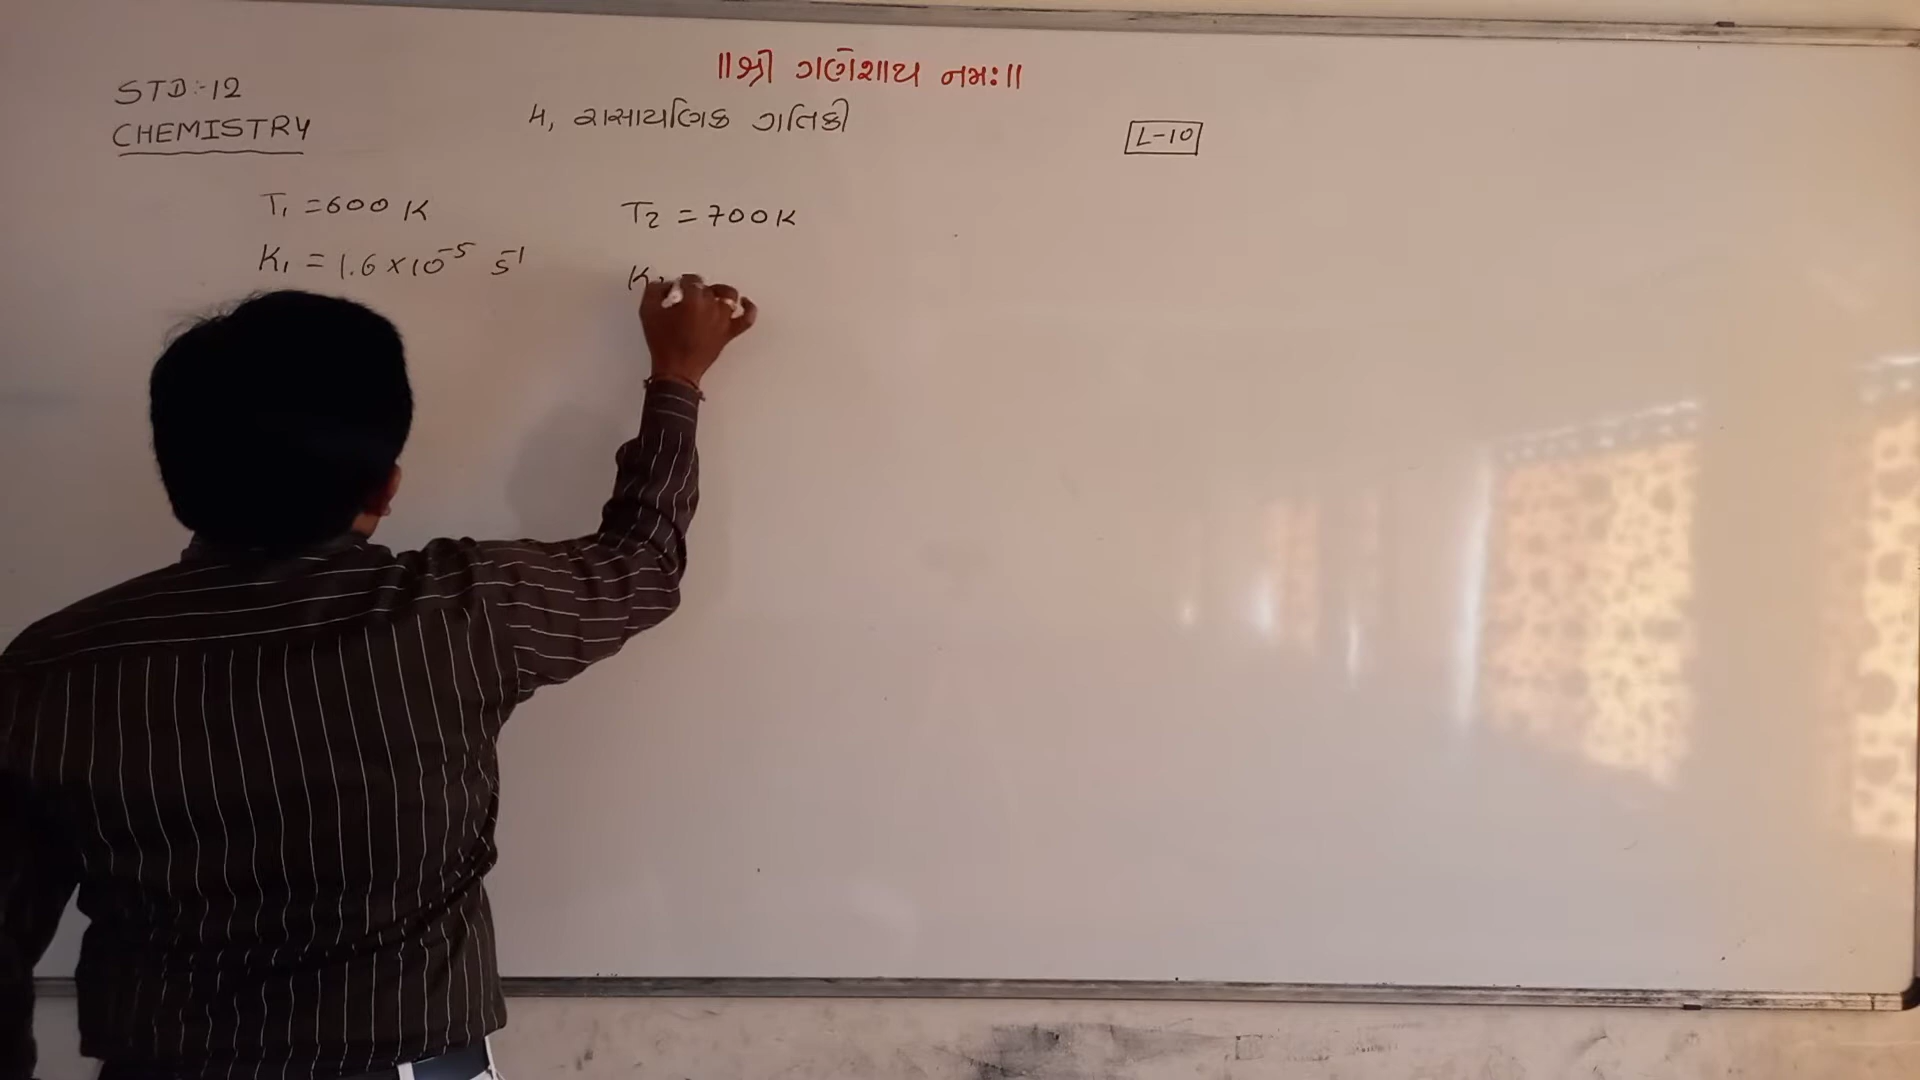 ॥શ્રી ગણેશાય નમઃ॥
STD:-12
CHEMISTRY
4, રાસાયણિક ગતિકી
L-10
T₁ = 600 K
T₂ = 700 K
K₁ = 1.6 × 10⁻⁵ s⁻¹
K₂